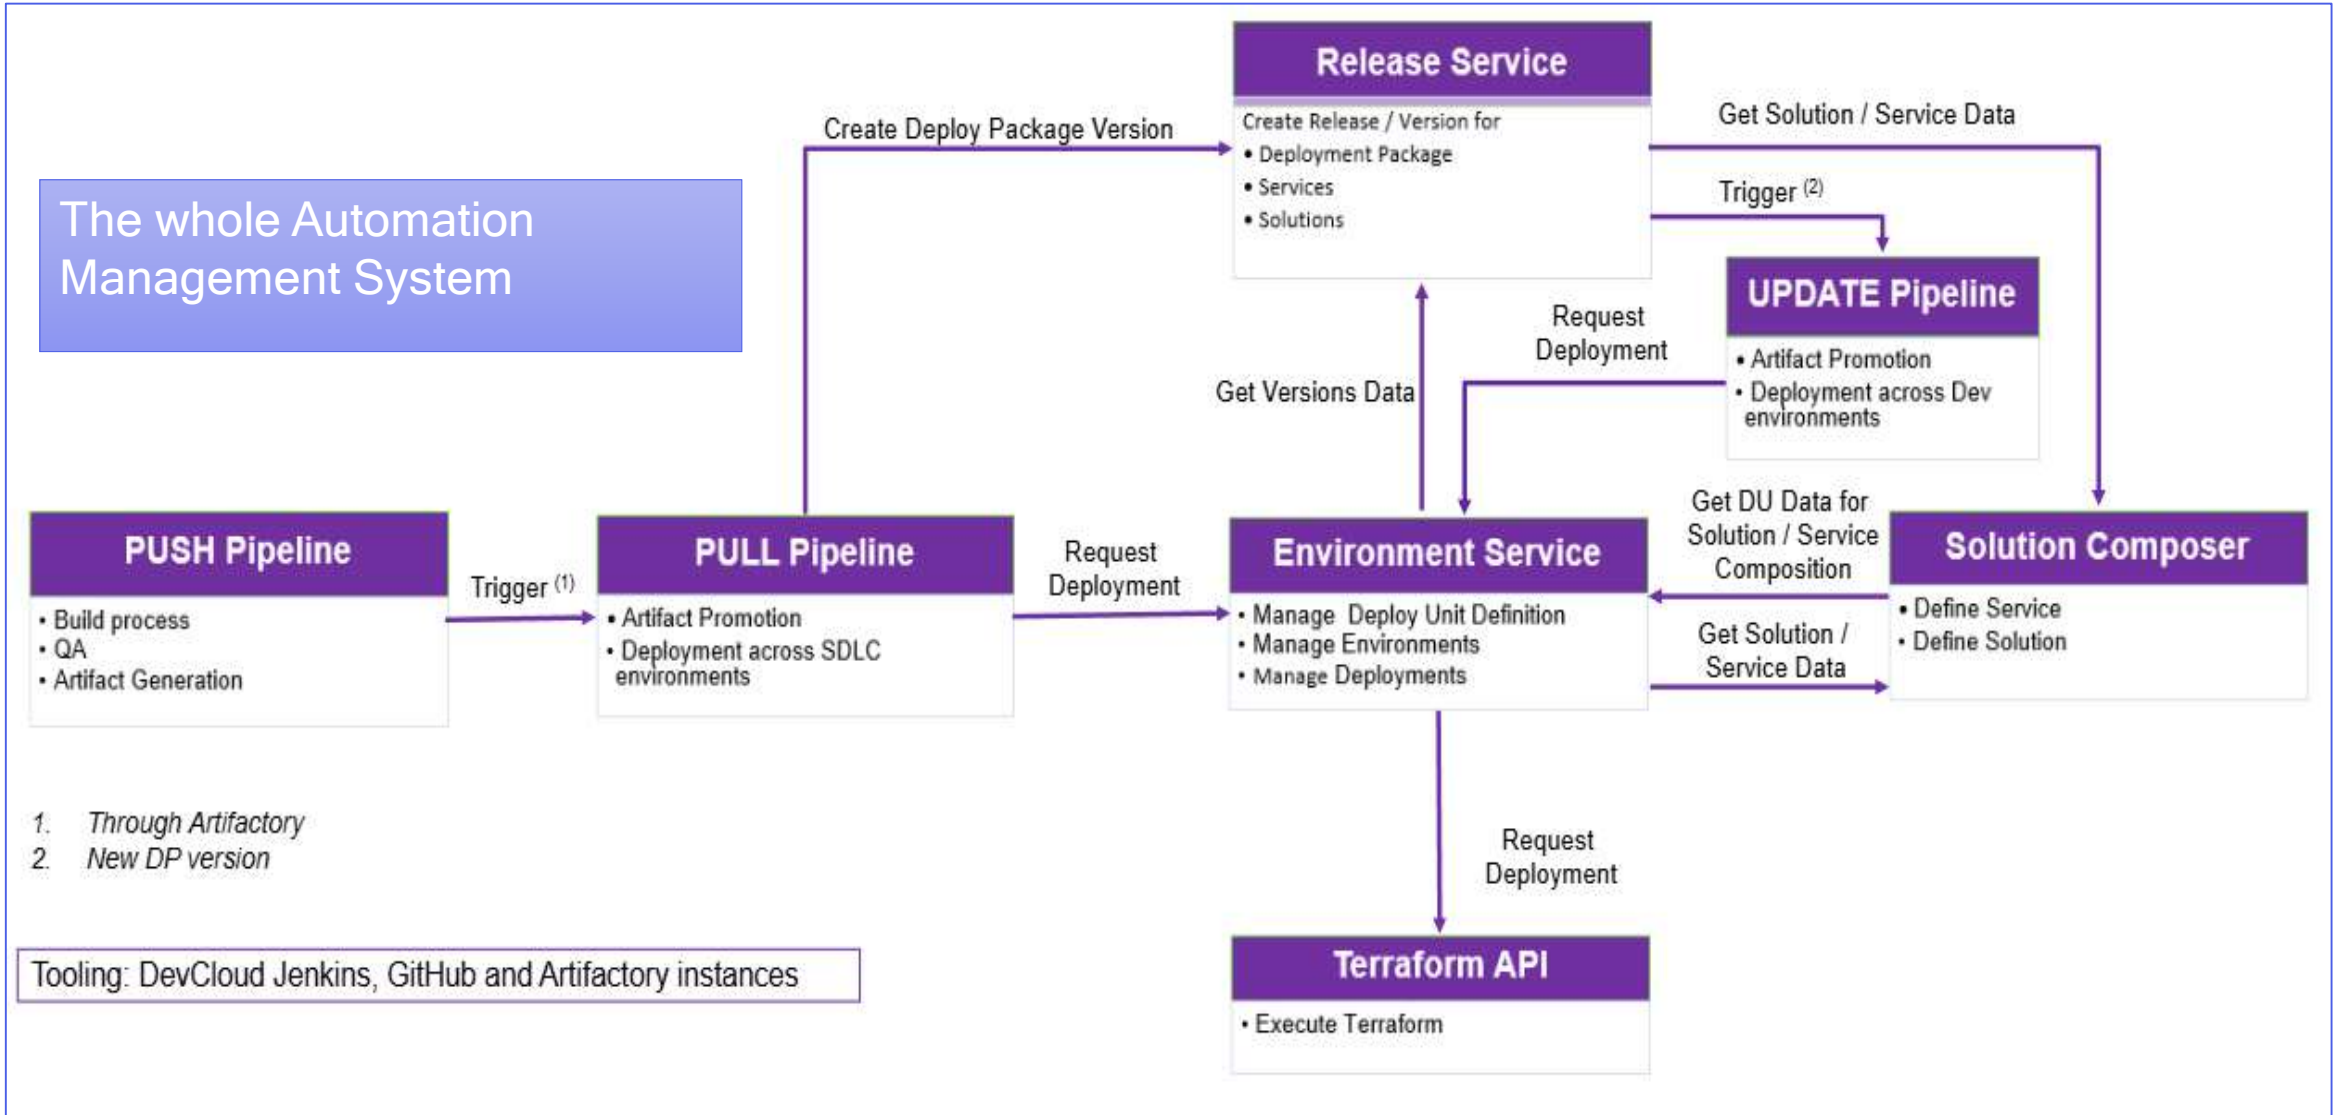 Release Service
Create Release / Version for
• Deployment Package
• Services
• Solutions
Create Deploy Package Version
Get Solution / Service Data
Trigger (2)
The whole Automation
Management System
UPDATE Pipeline
• Artifact Promotion
• Deployment across Dev
environments
Request
Deployment
Get Versions Data
PUSH Pipeline
• Build process
• QA
• Artifact Generation
Trigger (1)
PULL Pipeline
• Artifact Promotion
• Deployment across SDLC
environments
Request
Deployment
Environment Service
• Manage Deploy Unit Definition
• Manage Environments
• Manage Deployments
Get DU Data for
Solution / Service
Composition
Get Solution /
Service Data
Solution Composer
• Define Service
• Define Solution
1. Through Artifactory
2. New DP version
Request
Deployment
Tooling: DevCloud Jenkins, GitHub and Artifactory instances
Terraform API
• Execute Terraform